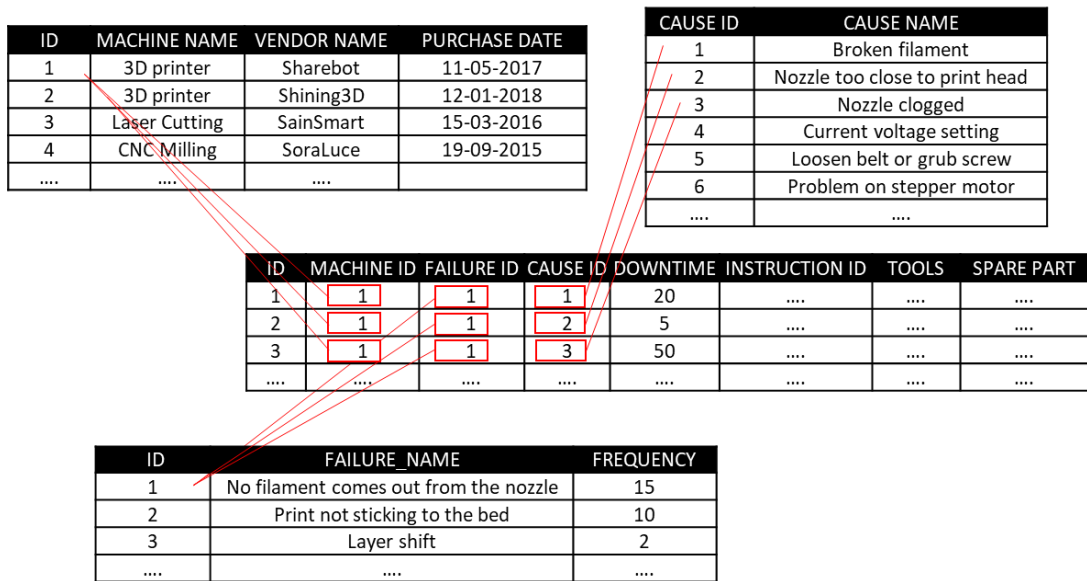 ID MACHINE NAME VENDOR NAME PURCHASE DATE
1 3D printer Sharebot 11-05-2017
2 3D printer Shining3D 12-01-2018
3 Laser Cutting SainSmart 15-03-2016
4 CNC Milling SoraLuce 19-09-2015
.... .... ....
CAUSE ID CAUSE NAME
1 Broken filament
2 Nozzle too close to print head
3 Nozzle clogged
4 Current voltage setting
5 Loosen belt or grub screw
6 Problem on stepper motor
.... ....
ID MACHINE ID FAILURE ID CAUSE ID DOWNTIME INSTRUCTION ID TOOLS SPARE PART
1 1 1 1 20 .... .... ....
2 1 1 2 5 .... .... ....
3 1 1 3 50 .... .... ....
.... .... .... .... .... .... .... ....
ID FAILURE_NAME FREQUENCY
1 No filament comes out from the nozzle 15
2 Print not sticking to the bed 10
3 Layer shift 2
.... .... ....